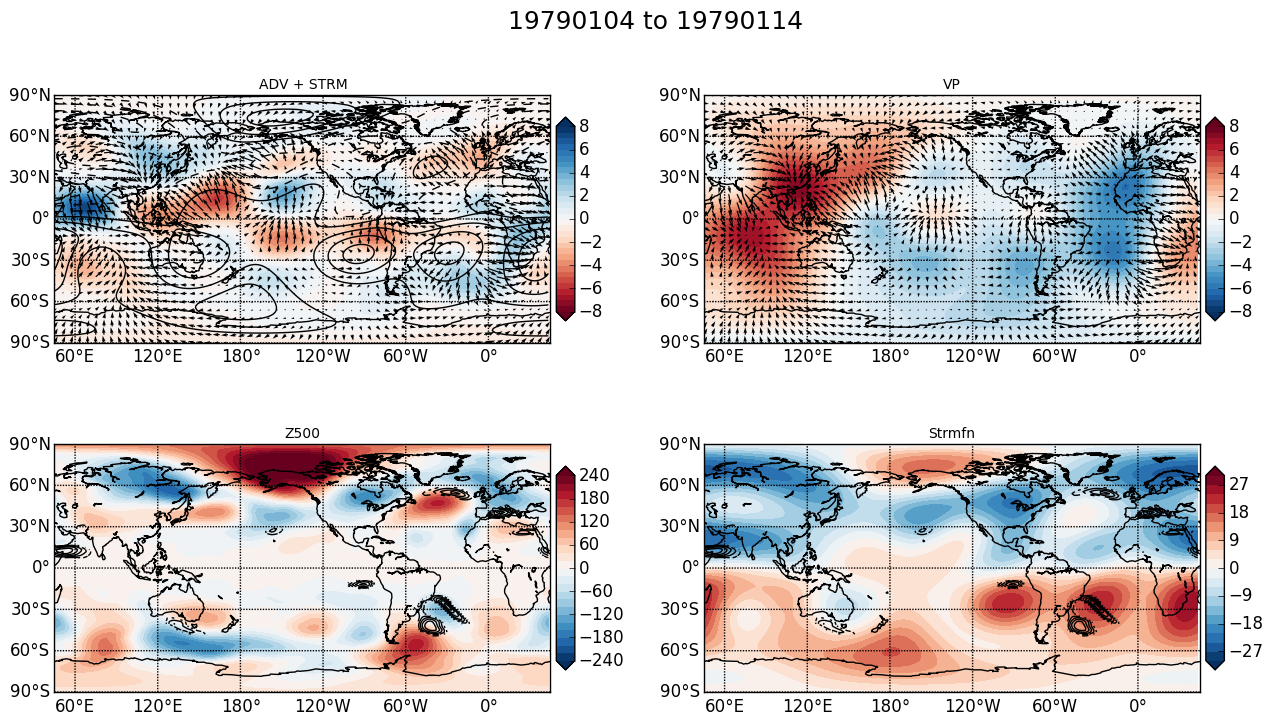 19790104 to 19790114
ADV + STRM
90°N
60°N
30°N
0°
30°S
60°S
90°S
60°E 120°E 180° 120°W 60°W 0°
8
6
4
2
0
−2
−4
−6
−8
VP
90°N
60°N
30°N
0°
30°S
60°S
90°S
60°E 120°E 180° 120°W 60°W 0°
8
6
4
2
0
−2
−4
−6
−8
Z500
90°N
60°N
30°N
0°
30°S
60°S
90°S
60°E 120°E 180° 120°W 60°W 0°
240
180
120
60
0
−60
−120
−180
−240
Strmfn
90°N
60°N
30°N
0°
30°S
60°S
90°S
60°E 120°E 180° 120°W 60°W 0°
27
18
9
0
−9
−18
−27